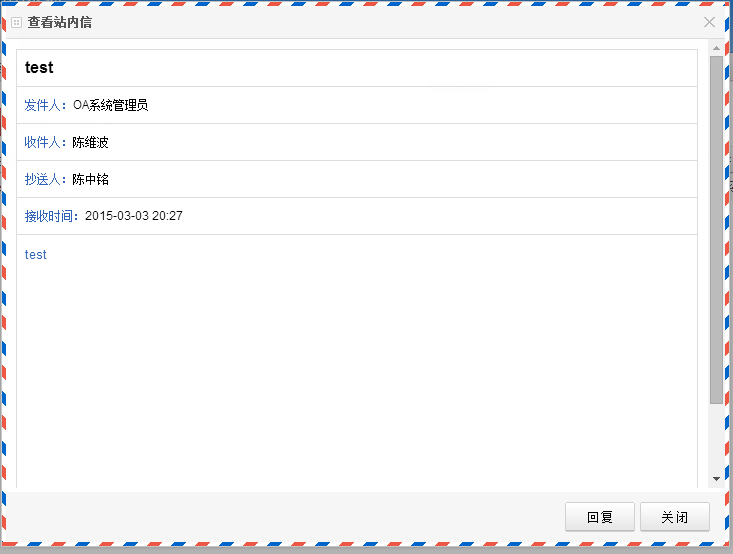 查看站内信
test
发件人：OA系统管理员
收件人：陈维波
抄送人：陈中铭
接收时间：2015-03-03 20:27
test
回复 关闭